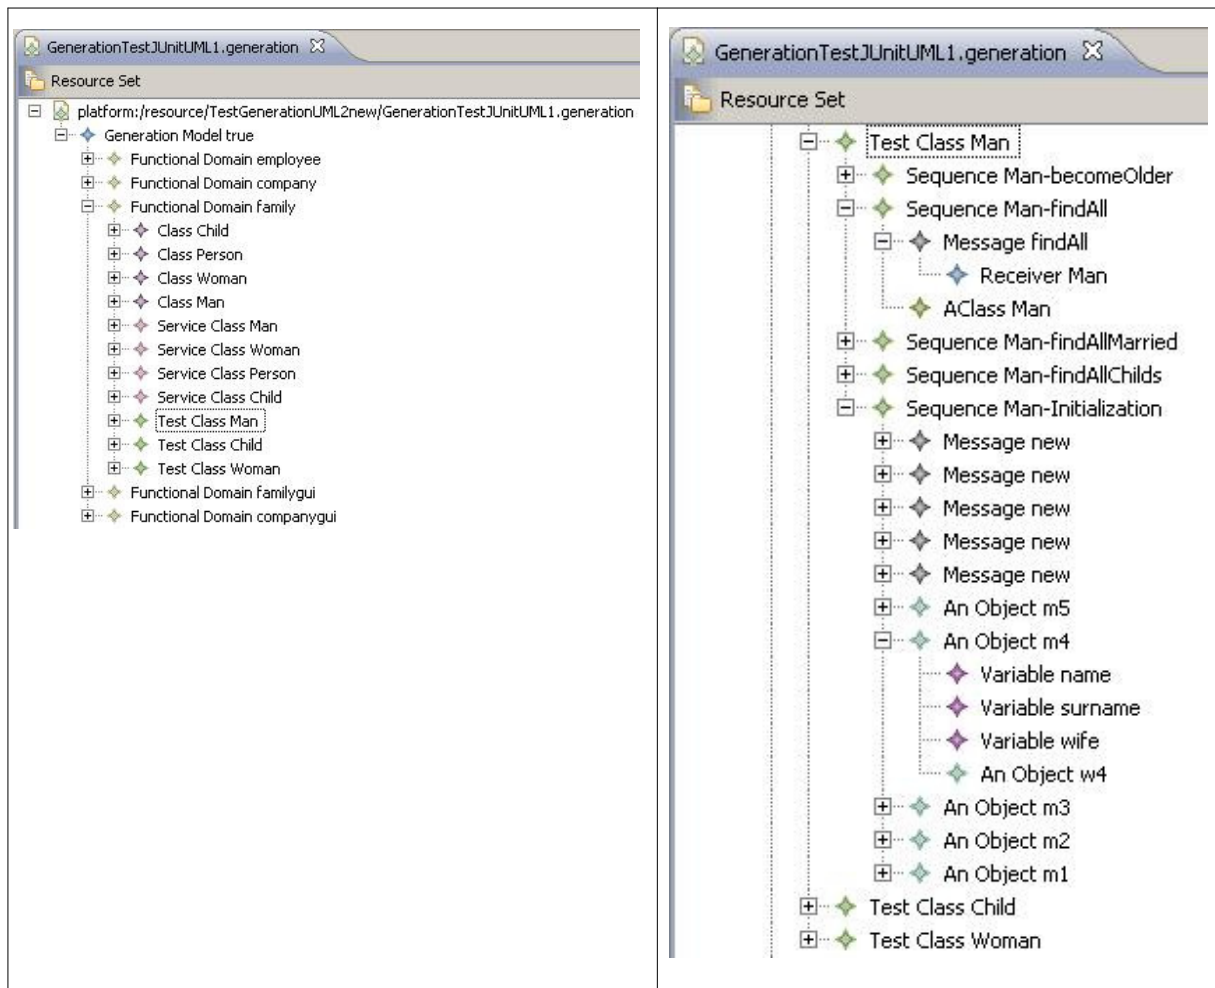 GenerationTestJUnitUML1.generation
Resource Set
platform:/resource/TestGenerationUML2new/GenerationTestJUnitUML1.generation
Generation Model true
Functional Domain employee
Functional Domain company
Functional Domain family
Class Child
Class Person
Class Woman
Class Man
Service Class Man
Service Class Woman
Service Class Person
Service Class Child
Test Class Man
Test Class Child
Test Class Woman
Functional Domain familygui
Functional Domain companygui
GenerationTestJUnitUML1.generation
Resource Set
Test Class Man
Sequence Man-becomeOlder
Sequence Man-findAll
Message findAll
Receiver Man
AClass Man
Sequence Man-findAllMarried
Sequence Man-findAllChilds
Sequence Man-Initialization
Message new
Message new
Message new
Message new
Message new
An Object m5
An Object m4
Variable name
Variable surname
Variable wife
An Object w4
An Object m3
An Object m2
An Object m1
Test Class Child
Test Class Woman